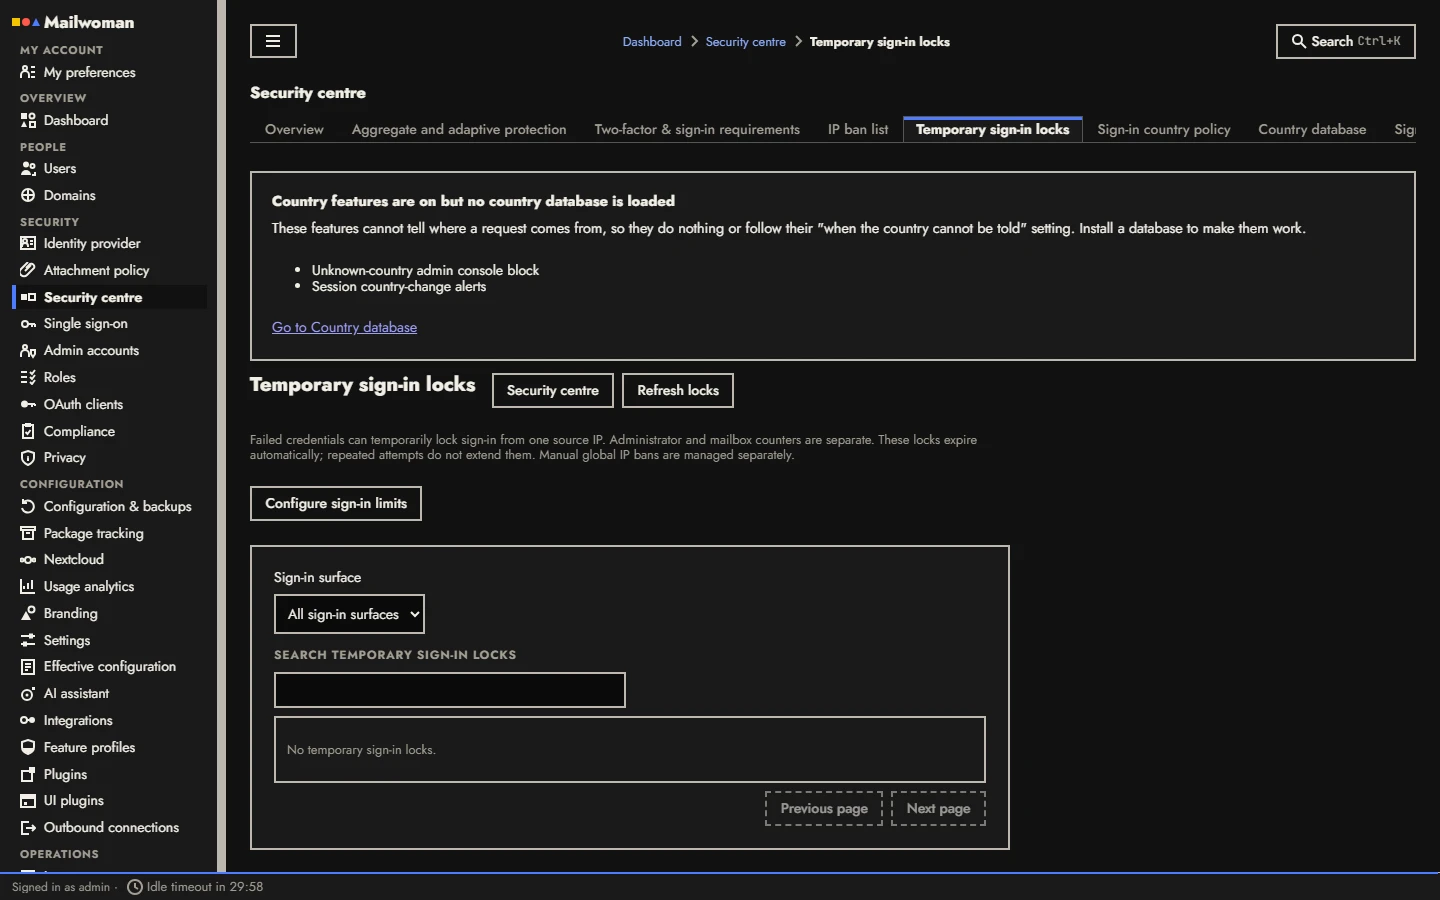 Mailwoman
MY ACCOUNT
My preferences
OVERVIEW
Dashboard
PEOPLE
Users
Domains
SECURITY
Identity provider
Attachment policy
Security centre
Single sign-on
Admin accounts
Roles
OAuth clients
Compliance
Privacy
CONFIGURATION
Configuration & backups
Package tracking
Nextcloud
Usage analytics
Branding
Settings
Effective configuration
AI assistant
Integrations
Feature profiles
Plugins
UI plugins
Outbound connections
OPERATIONS
Dashboard > Security centre > Temporary sign-in locks
Search Ctrl+K
Security centre
Overview Aggregate and adaptive protection Two-factor & sign-in requirements IP ban list Temporary sign-in locks Sign-in country policy Country database Sig
Country features are on but no country database is loaded
These features cannot tell where a request comes from, so they do nothing or follow their "when the country cannot be told" setting. Install a database to make them work.
• Unknown-country admin console block
• Session country-change alerts
Go to Country database
Temporary sign-in locks Security centre Refresh locks
Failed credentials can temporarily lock sign-in from one source IP. Administrator and mailbox counters are separate. These locks expire
automatically; repeated attempts do not extend them. Manual global IP bans are managed separately.
Configure sign-in limits
Sign-in surface
All sign-in surfaces
SEARCH TEMPORARY SIGN-IN LOCKS
No temporary sign-in locks.
Previous page Next page
Signed in as admin · Idle timeout in 29:58